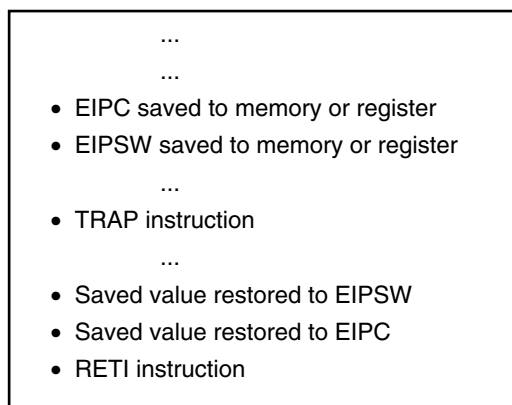 ...
...
• EIPC saved to memory or register
• EIPSW saved to memory or register
...
• TRAP instruction
...
• Saved value restored to EIPSW
• Saved value restored to EIPC
• RETI instruction